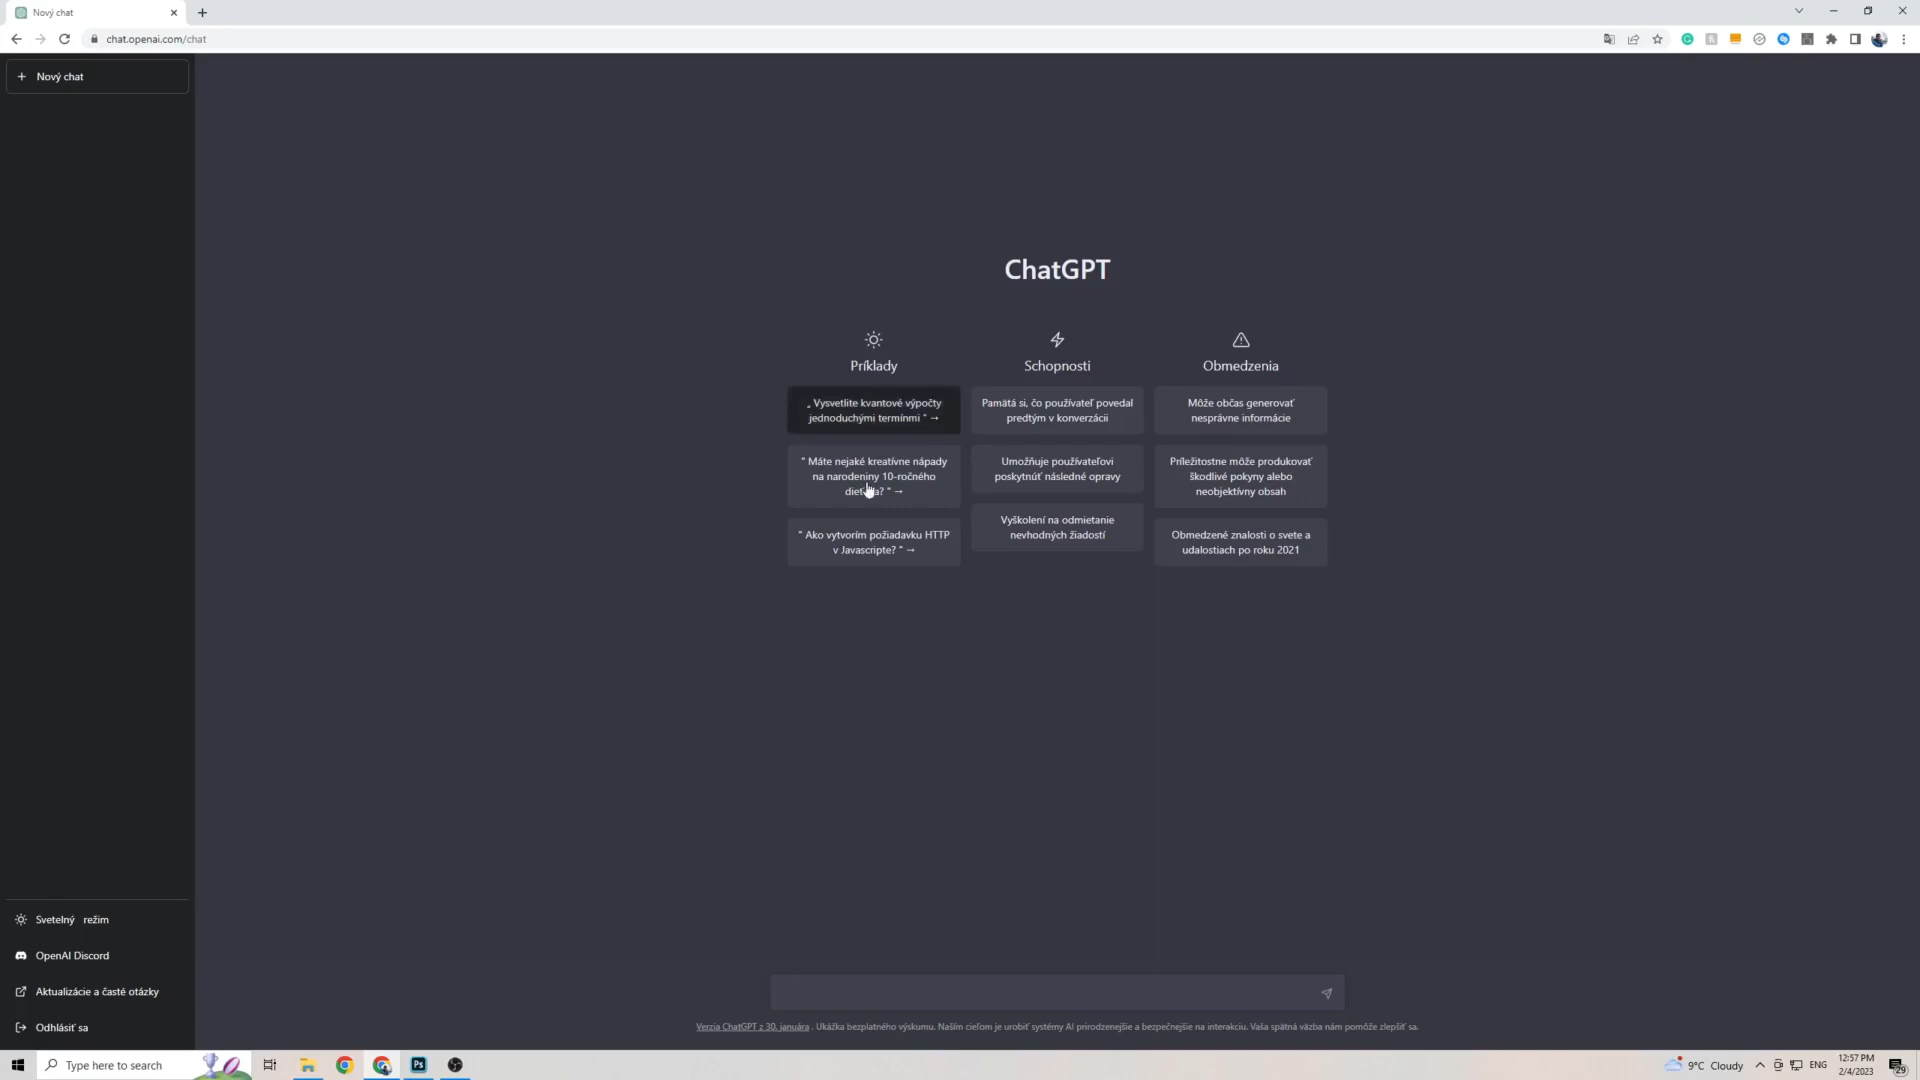 Nový chat
chat.openai.com/chat
Nový chat
ChatGPT
Príklady
Schopnosti
Obmedzenia
„ Vysvetlite kvantové výpočty
jednoduchými termínmi “ →
Pamätá si, čo používateľ povedal
predtým v konverzácii
Môže občas generovať
nesprávne informácie
" Máte nejaké kreatívne nápady
na narodeniny 10-ročného
? " →
Umožňuje používateľovi
poskytnúť následné opravy
Príležitostne môže produkovať
škodlivé pokyny alebo
neobjektívny obsah
" Ako vytvorím požiadavku HTTP
v Javascripte? " →
Vyškolení na odmietanie
nevhodných žiadostí
Obmedzené znalosti o svete a
udalostiach po roku 2021
Svetelný režim
OpenAI Discord
Aktualizácie a časté otázky
Odhlásiť sa
Verzia ChatGPT z 30. januára . Ukážka bezplatného výskumu. Naším cieľom je urobiť systémy AI prirodzenejšie a bezpečnejšie na interakciu. Vaša spätná väzba nám pomôže zlepšiť sa.
Type here to search
Ps
9°C Cloudy
ENG
12:57 PM
2/4/2023
29